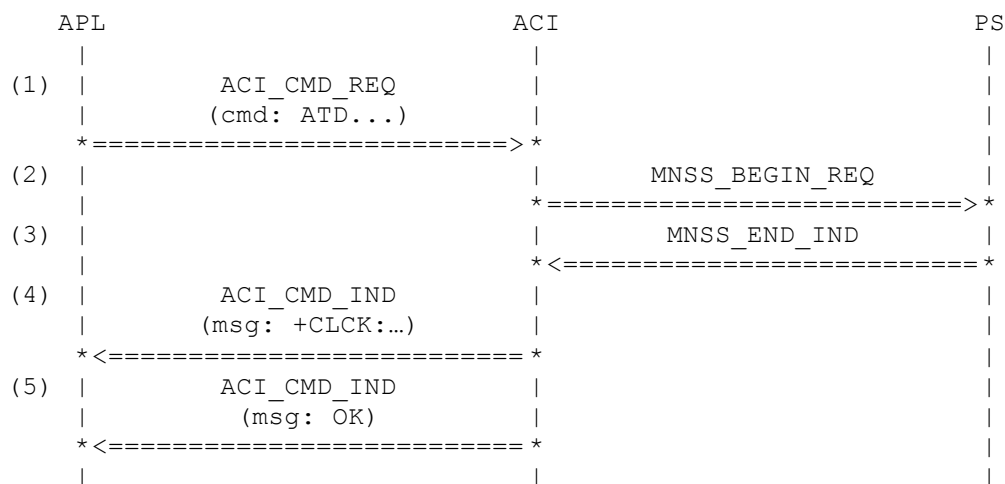 APL ACI PS
| | |
(1) | ACI_CMD_REQ | |
| (cmd: ATD...) | |
*==========================>* |
(2) | | MNSS_BEGIN_REQ |
| *==========================>*
(3) | | MNSS_END_IND |
| *<==========================*
(4) | ACI_CMD_IND | |
| (msg: +CLCK:…) | |
*<==========================* |
(5) | ACI_CMD_IND | |
| (msg: OK) | |
*<==========================* |
| | |